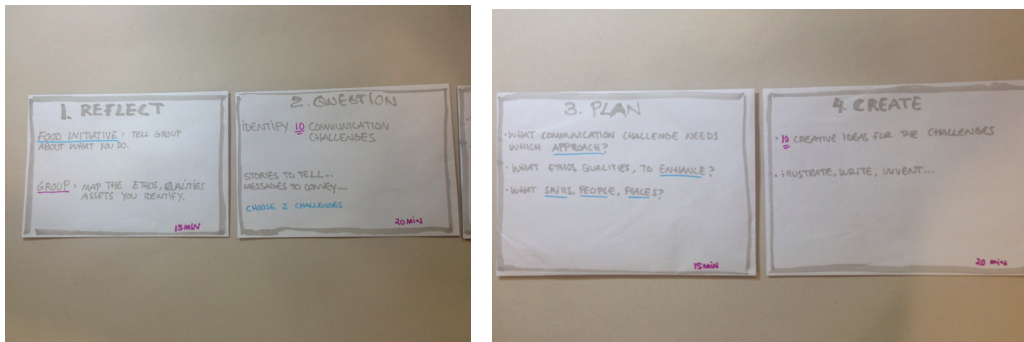 1. REFLECT
FOOD INITIATIVE: TELL GROUP
ABOUT WHAT YOU DO.
GROUP: MAP THE ETHOS, QUALITIES
ASSETS YOU IDENTIFY.
15MIN
2. QUESTION
IDENTIFY 10 COMMUNICATION
CHALLENGES
STORIES TO TELL...
MESSAGES TO CONVEY....
CHOOSE 2 CHALLENGES
20MIN
3. PLAN
· WHAT COMMUNICATION CHALLENGE NEEDS
WHICH APPROACH?
· WHAT ETHOS QUALITIES, TO ENHANCE?
· WHAT SKILLS, PEOPLE, PLACES?
15MIN
4. CREATE
· 10 CREATIVE IDEAS FOR THE CHALLENGES
· ILLUSTRATE, WRITE, INVENT...
20 MIN